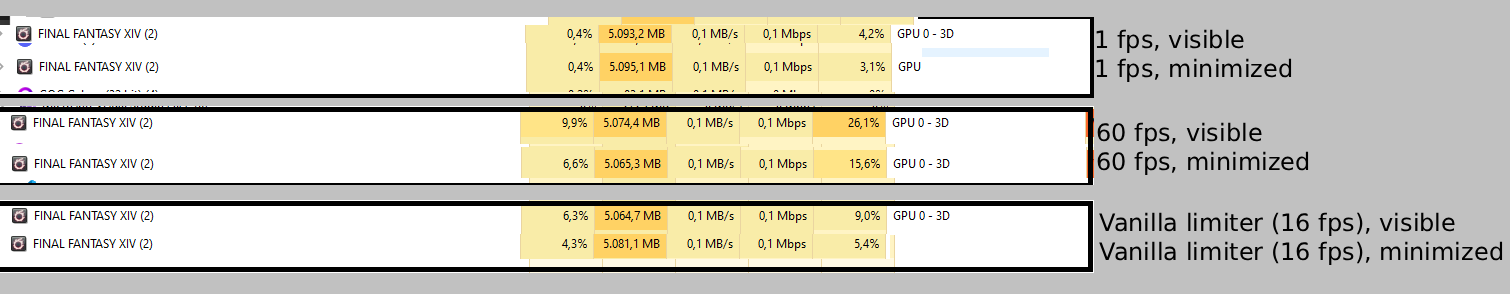 FINAL FANTASY XIV (2) 0,4% 5.093,2 MB 0,1 MB/s 0,1 Mbps 4,2% GPU 0 - 3D 1 fps, visible
FINAL FANTASY XIV (2) 0,4% 5.095,1 MB 0,1 MB/s 0,1 Mbps 3,1% GPU 1 fps, minimized
FINAL FANTASY XIV (2) 9,9% 5.074,4 MB 0,1 MB/s 0,1 Mbps 26,1% GPU 0 - 3D 60 fps, visible
FINAL FANTASY XIV (2) 6,6% 5.065,3 MB 0,1 MB/s 0,1 Mbps 15,6% GPU 0 - 3D 60 fps, minimized
FINAL FANTASY XIV (2) 6,3% 5.064,7 MB 0,1 MB/s 0,1 Mbps 9,0% GPU 0 - 3D Vanilla limiter (16 fps), visible
FINAL FANTASY XIV (2) 4,3% 5.081,1 MB 0,1 MB/s 0,1 Mbps 5,4% Vanilla limiter (16 fps), minimized